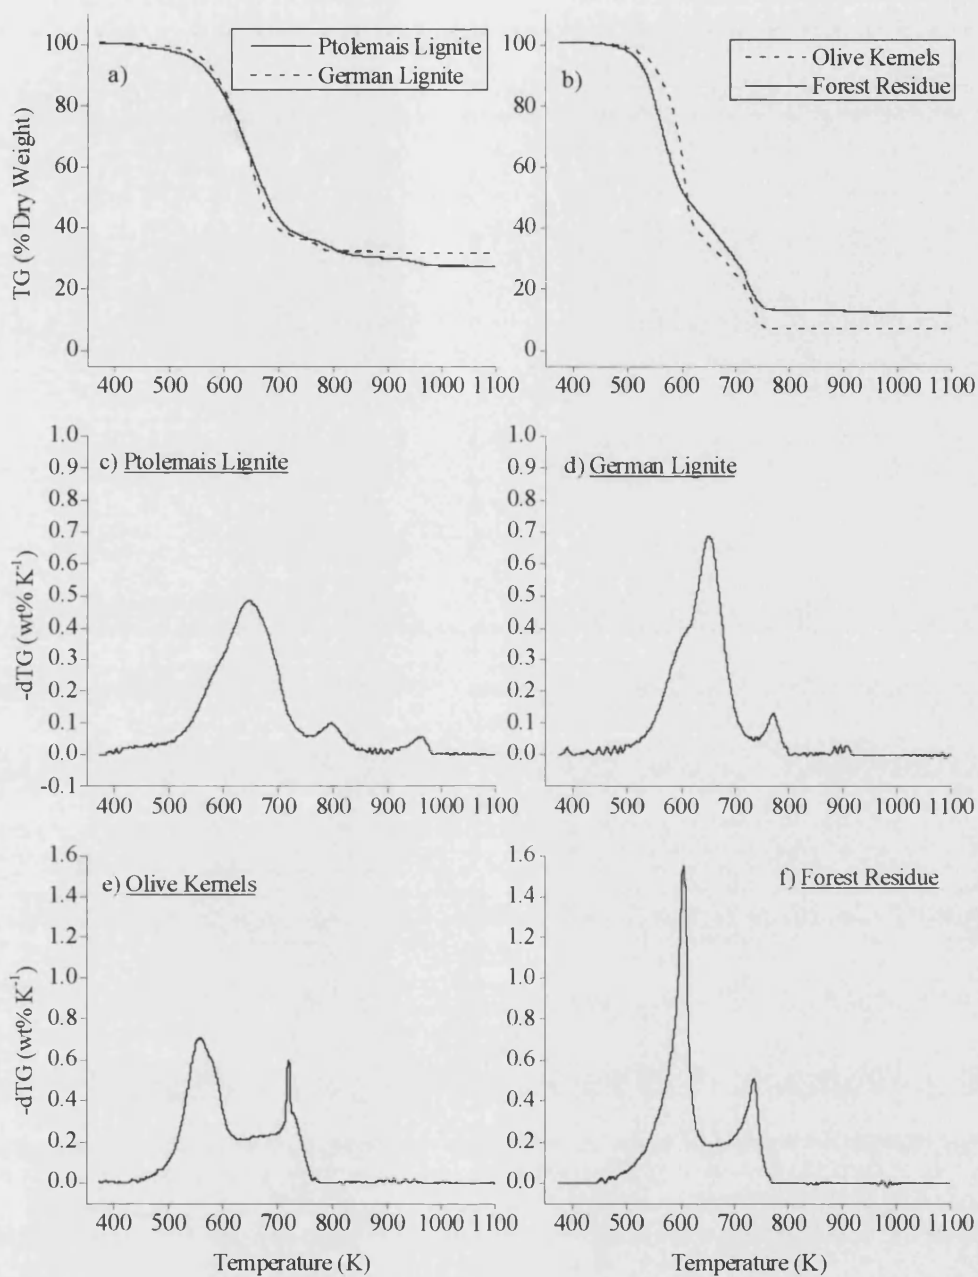 100
80
60
40
20
0
TG (% Dry Weight)
a)
Ptolemais Lignite
German Lignite
400 500 600 700 800 900 1000 1100
100
80
60
40
20
0
b)
Olive Kernels
Forest Residue
400 500 600 700 800 900 1000 1100
1.0
0.9
0.8
0.7
0.6
0.5
0.4
0.3
0.2
0.1
0.0
-0.1
-dTG (wt% K-1)
c) Ptolemais Lignite
400 500 600 700 800 900 1000 1100
1.0
0.9
0.8
0.7
0.6
0.5
0.4
0.3
0.2
0.1
0.0
d) German Lignite
400 500 600 700 800 900 1000 1100
1.6
1.4
1.2
1.0
0.8
0.6
0.4
0.2
0.0
-dTG (wt% K-1)
e) Olive Kernels
400 500 600 700 800 900 1000 1100
Temperature (K)
1.6
1.4
1.2
1.0
0.8
0.6
0.4
0.2
0.0
f) Forest Residue
400 500 600 700 800 900 1000 1100
Temperature (K)